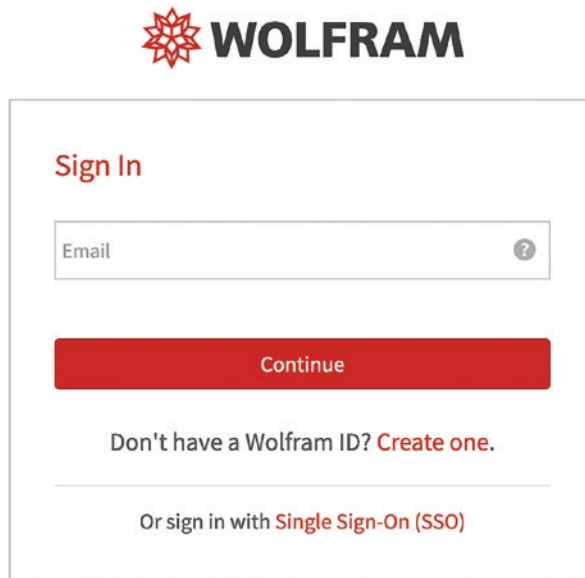 WOLFRAM
Sign In
Email ?
Continue
Don't have a Wolfram ID? Create one.
Or sign in with Single Sign-On (SSO)